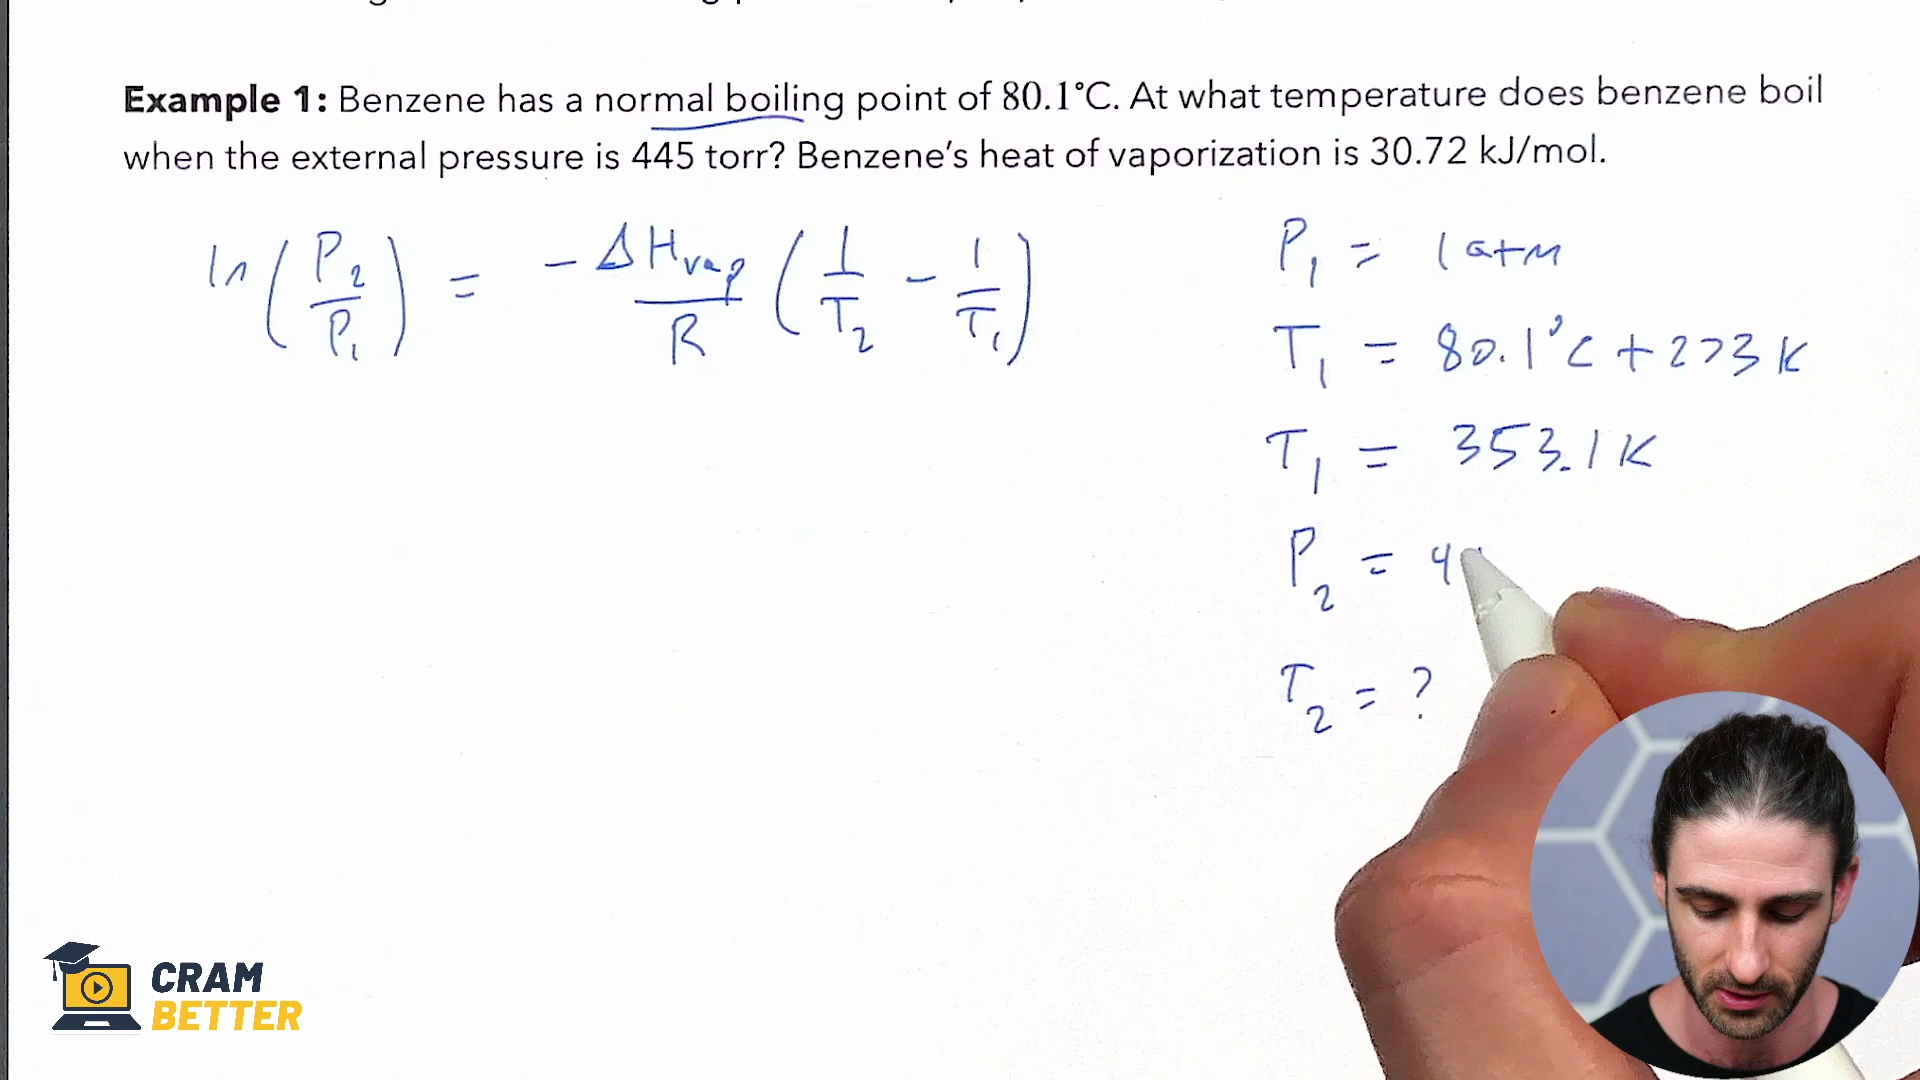 Example 1: Benzene has a normal boiling point of 80.1°C. At what temperature does benzene boil
when the external pressure is 445 torr? Benzene's heat of vaporization is 30.72 kJ/mol.
ln(P₂/P₁) = -ΔHvap/R (1/T₂ - 1/T₁)
P₁ = 1 atm
T₁ = 80.1°C + 273 K
T₁ = 353.1 K
P₂ = 4
T₂ = ?
CRAM
BETTER